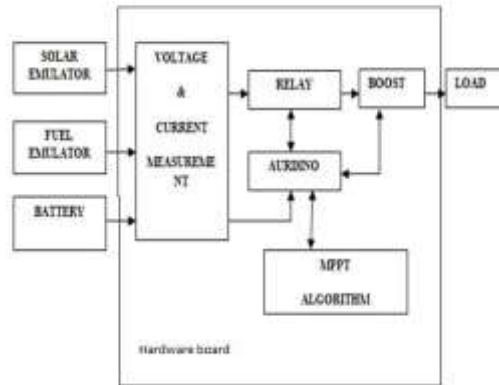 SOLAR
EMULATOR
FUEL
EMULATOR
BATTERY
VOLTAGE
&
CURRENT
MEASUREME
NT
RELAY
BOOST
LOAD
AURDINO
MPPT
ALGORITHM
Hardware board